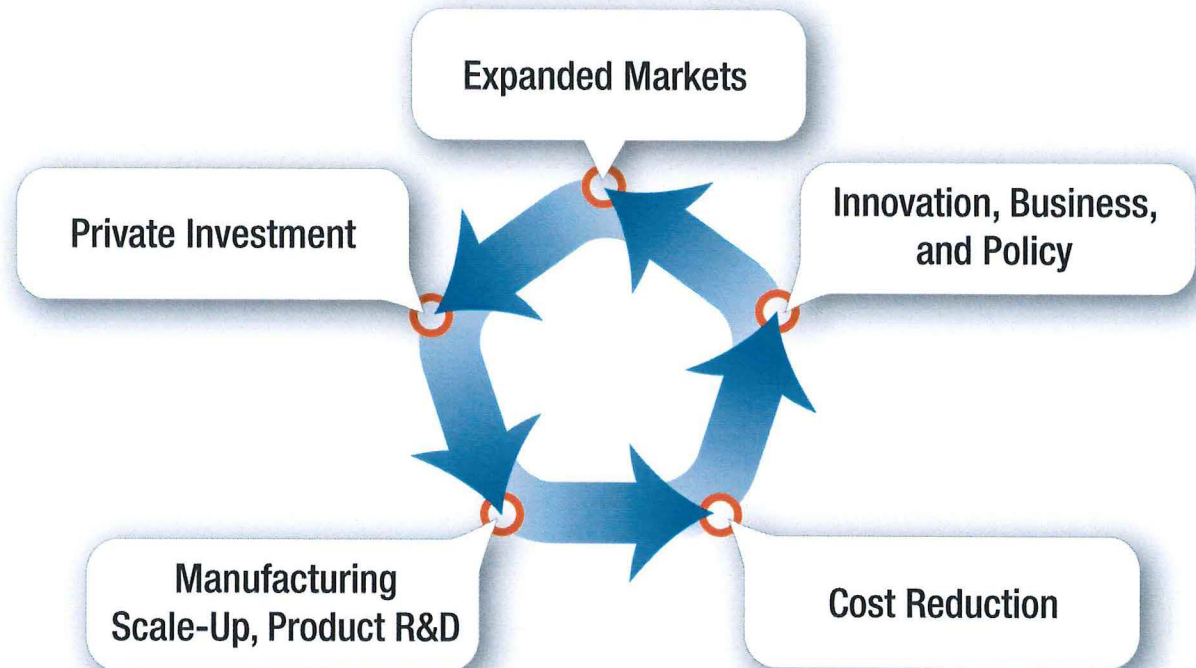 Expanded Markets
Private Investment
Innovation, Business,
and Policy
Manufacturing
Scale-Up, Product R&D
Cost Reduction